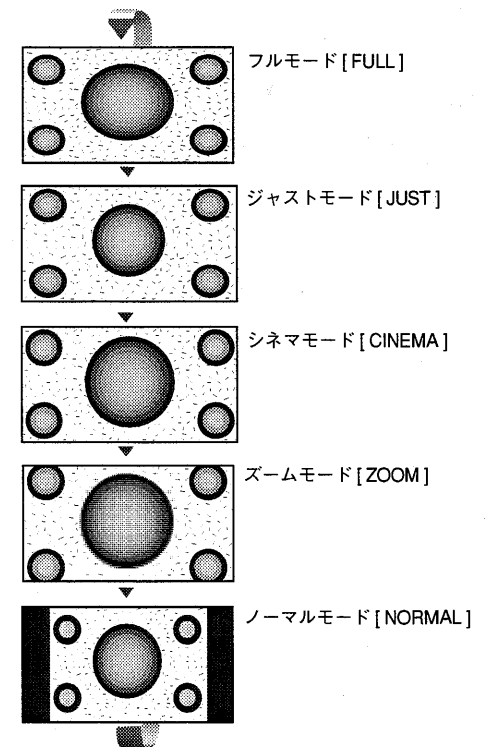 フルモード [ FULL ]
ジャストモード [ JUST ]
シネマモード [ CINEMA ]
ズームモード [ ZOOM ]
ノーマルモード [ NORMAL ]